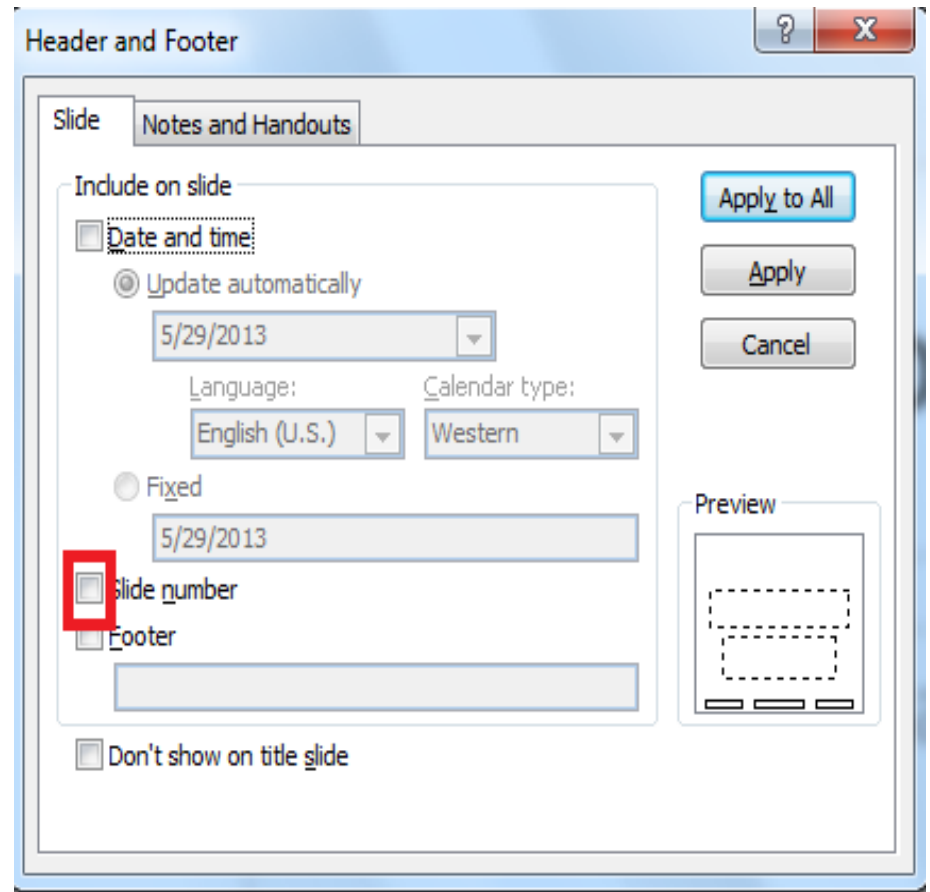 Header and Footer
Slide
Notes and Handouts
Include on slide
Apply to All
Date and time
Update automatically
Apply
5/29/2013
Cancel
Language:
Calendar type:
English (U.S.)
Western
Fixed
Preview
5/29/2013
Slide number
Footer
Don't show on title slide